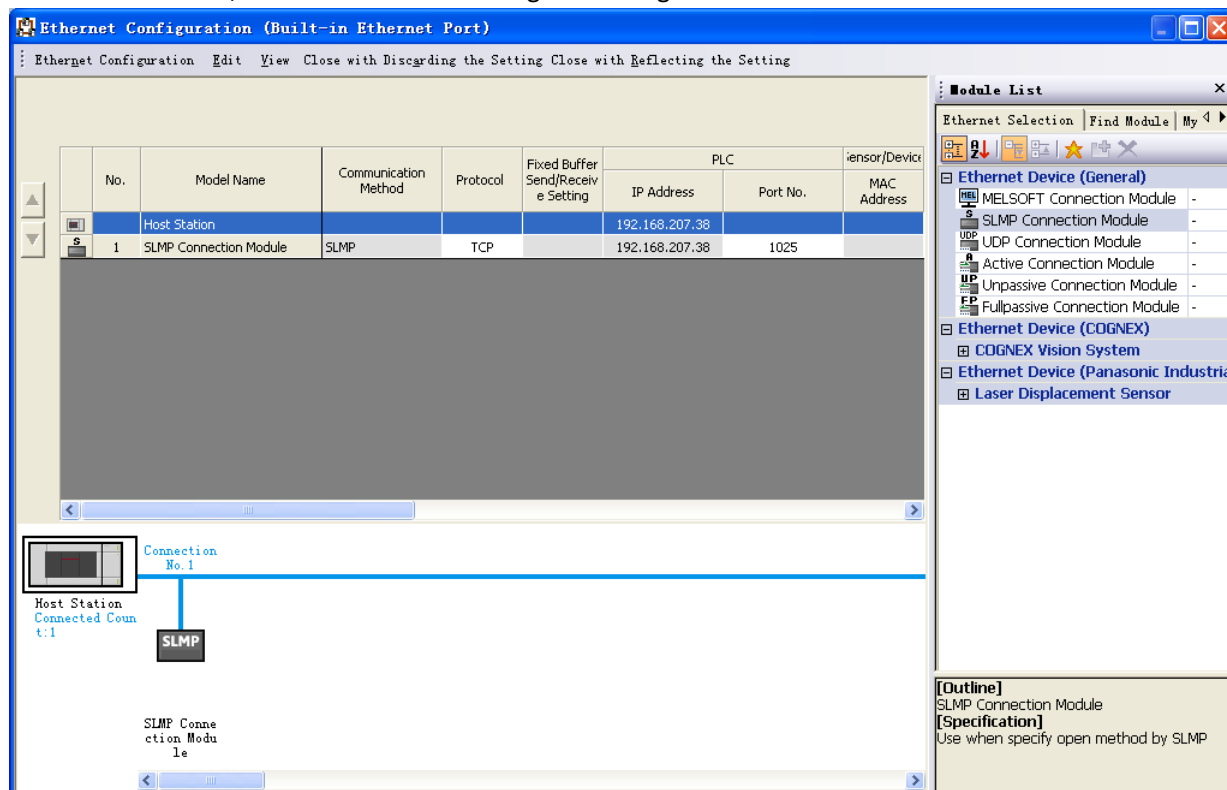 Ethernet Configuration (Built-in Ethernet Port)
Ethernet Configuration Edit View Close with Discarding the Setting Close with Reflecting the Setting
No. Model Name Communication Method Protocol Fixed Buffer Send/Receiv e Setting PLC IP Address Port No. ensor/Device MAC Address
Host Station 192.168.207.38
1 SLMP Connection Module SLMP TCP 192.168.207.38 1025
Connection
No.1
Host Station
Connected Coun
t:1
SLMP
SLMP Conne
ction Modu
le
Module List
Ethernet Selection Find Module My
Ethernet Device (General)
MEL MELSOFT Connection Module -
S SLMP Connection Module -
UDP UDP Connection Module -
A Active Connection Module -
UP Unpassive Connection Module -
FP Fullpassive Connection Module -
Ethernet Device (COGNEX)
COGNEX Vision System
Ethernet Device (Panasonic Industria
Laser Displacement Sensor
[Outline]
SLMP Connection Module
[Specification]
Use when specify open method by SLMP